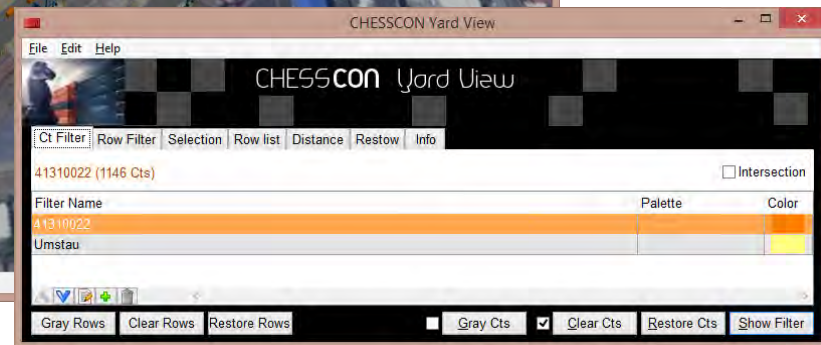 CHESSCON Yard View
File Edit Help
CHESSCON Yard View
Ct Filter Row Filter Selection Row list Distance Restow Info
41310022 (1146 Cts) Intersection
Filter Name Palette Color
41310022
Umstau
Gray Rows Clear Rows Restore Rows Gray Cts Clear Cts Restore Cts Show Filter